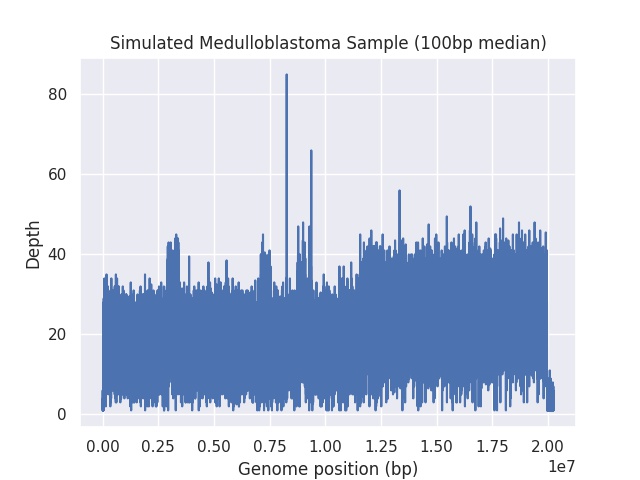 Simulated Medulloblastoma Sample (100bp median)
80
60
40
20
0
Depth
0.00 0.25 0.50 0.75 1.00 1.25 1.50 1.75 2.00
1e7
Genome position (bp)